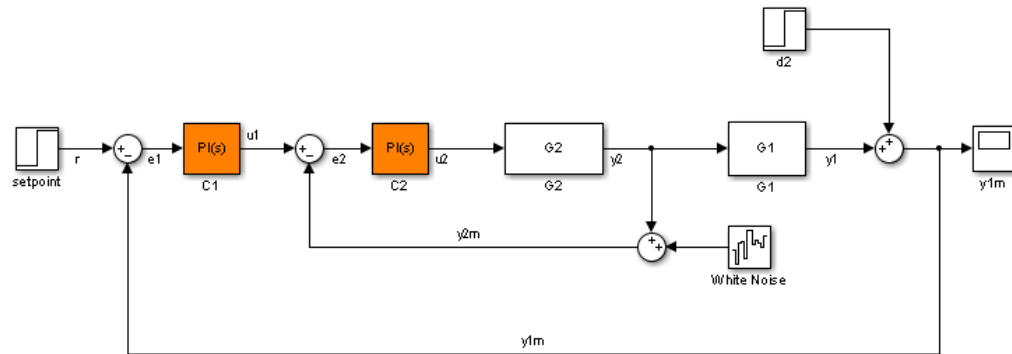 d2
u1
PI(s)
PI(s)
G2
G1
r
e1
e2
u2
y2
y1
setpoint
C1
C2
G2
G1
y1m
y2m
White Noise
y1m